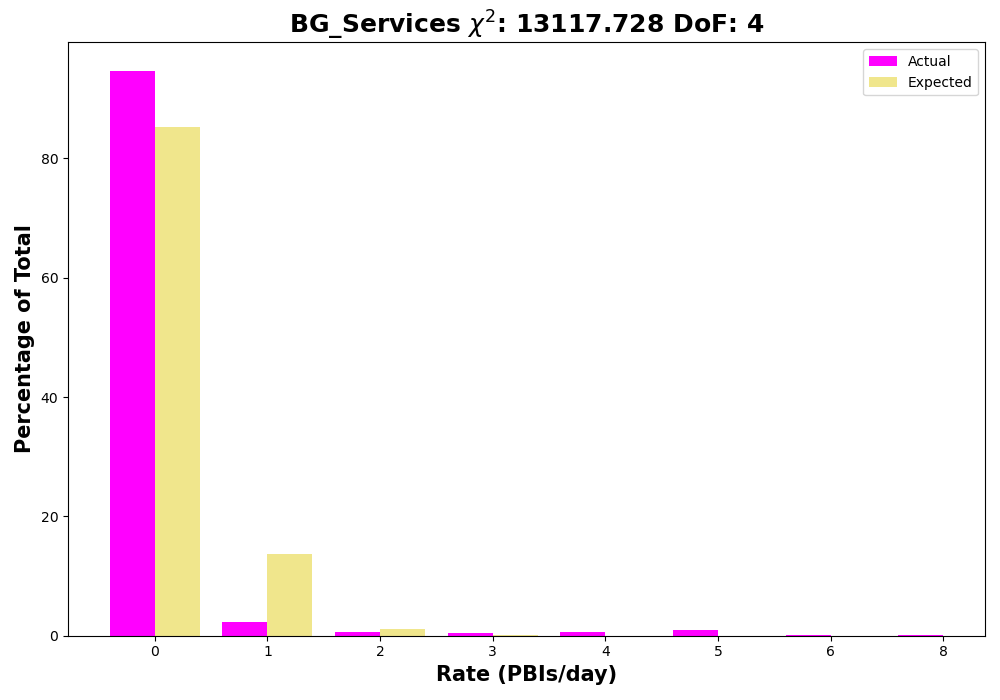 BG_Services χ²: 13117.728 DoF: 4
Actual
Expected
Percentage of Total
80
60
40
20
0
0 1 2 3 4 5 6 8
Rate (PBIs/day)